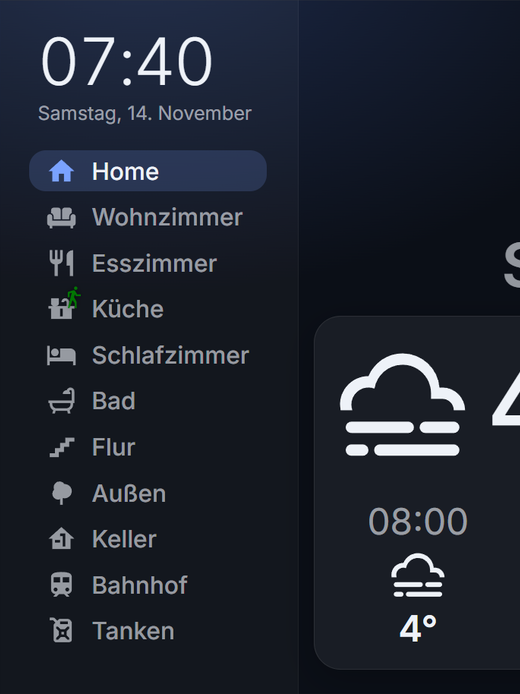 07:40
Samstag, 14. November
Home
Wohnzimmer
Esszimmer
Küche
Schlafzimmer
Bad
Flur
Außen
Keller
Bahnhof
Tanken
08:00
4°